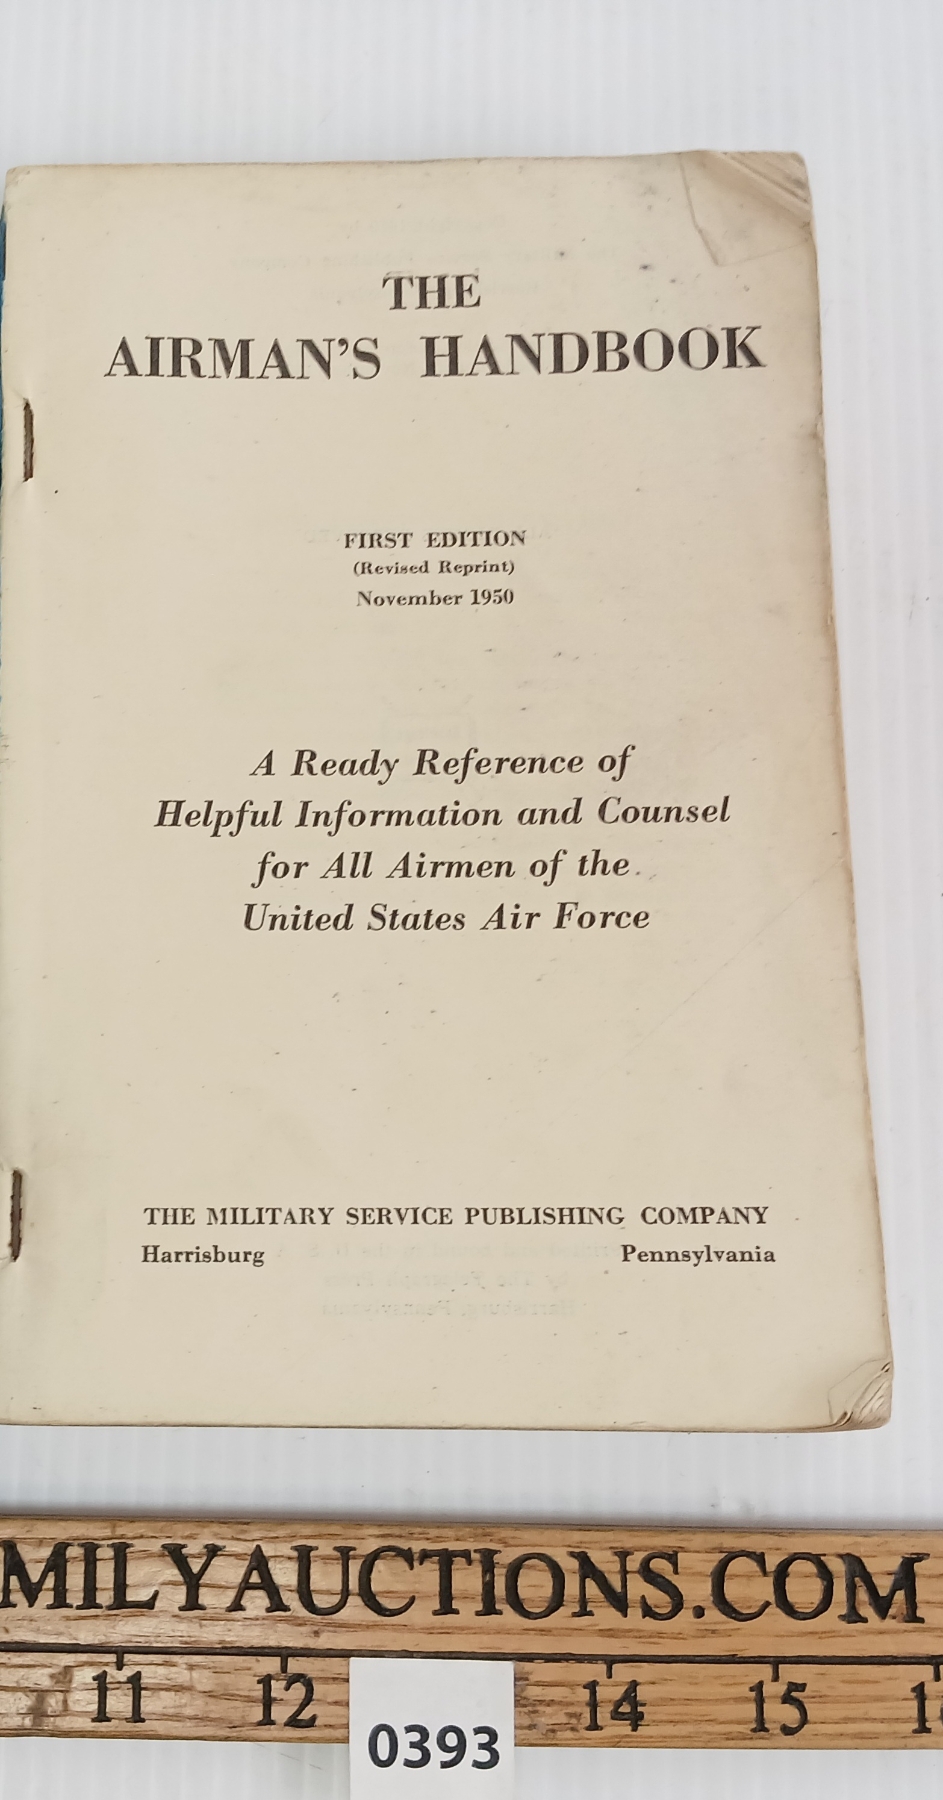 THE
AIRMAN'S HANDBOOK
FIRST EDITION
(Revised Reprint)
November 1950
A Ready Reference of
Helpful Information and Counsel
for All Airmen of the
United States Air Force
THE MILITARY SERVICE PUBLISHING COMPANY
Harrisburg Pennsylvania
MILYAUCTIONS.COM
11 12 14 15
0393